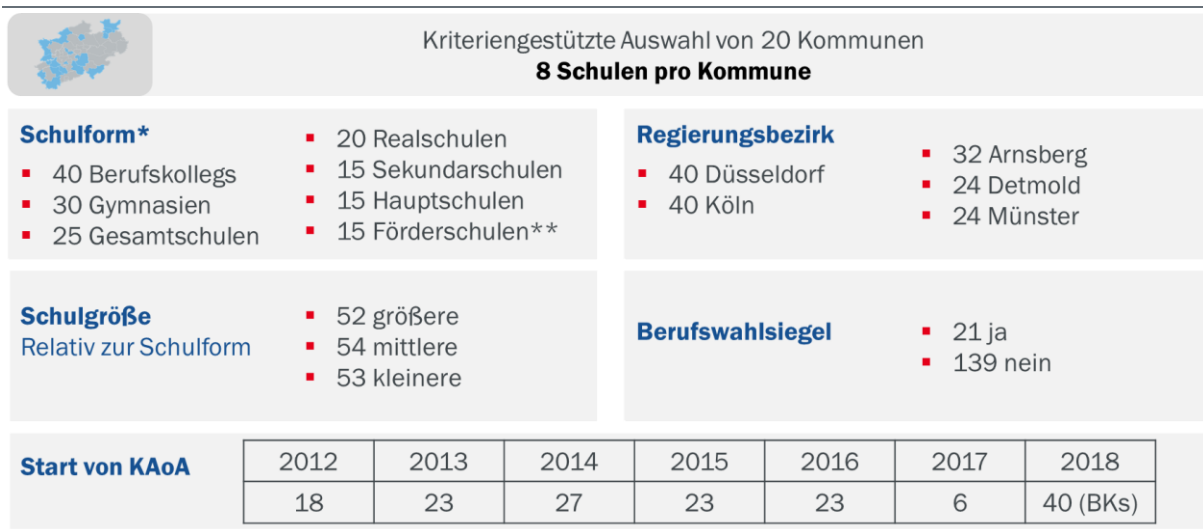 Kriteriengestützte Auswahl von 20 Kommunen
8 Schulen pro Kommune
Schulform*
▪ 40 Berufskollegs
▪ 30 Gymnasien
▪ 25 Gesamtschulen
▪ 20 Realschulen
▪ 15 Sekundarschulen
▪ 15 Hauptschulen
▪ 15 Förderschulen**
Regierungsbezirk
▪ 40 Düsseldorf
▪ 40 Köln
▪ 32 Arnsberg
▪ 24 Detmold
▪ 24 Münster
Schulgröße
Relativ zur Schulform
▪ 52 größere
▪ 54 mittlere
▪ 53 kleinere
Berufswahlsiegel
▪ 21 ja
▪ 139 nein
Start von KAoA
2012 2013 2014 2015 2016 2017 2018
18 23 27 23 23 6 40 (BKs)